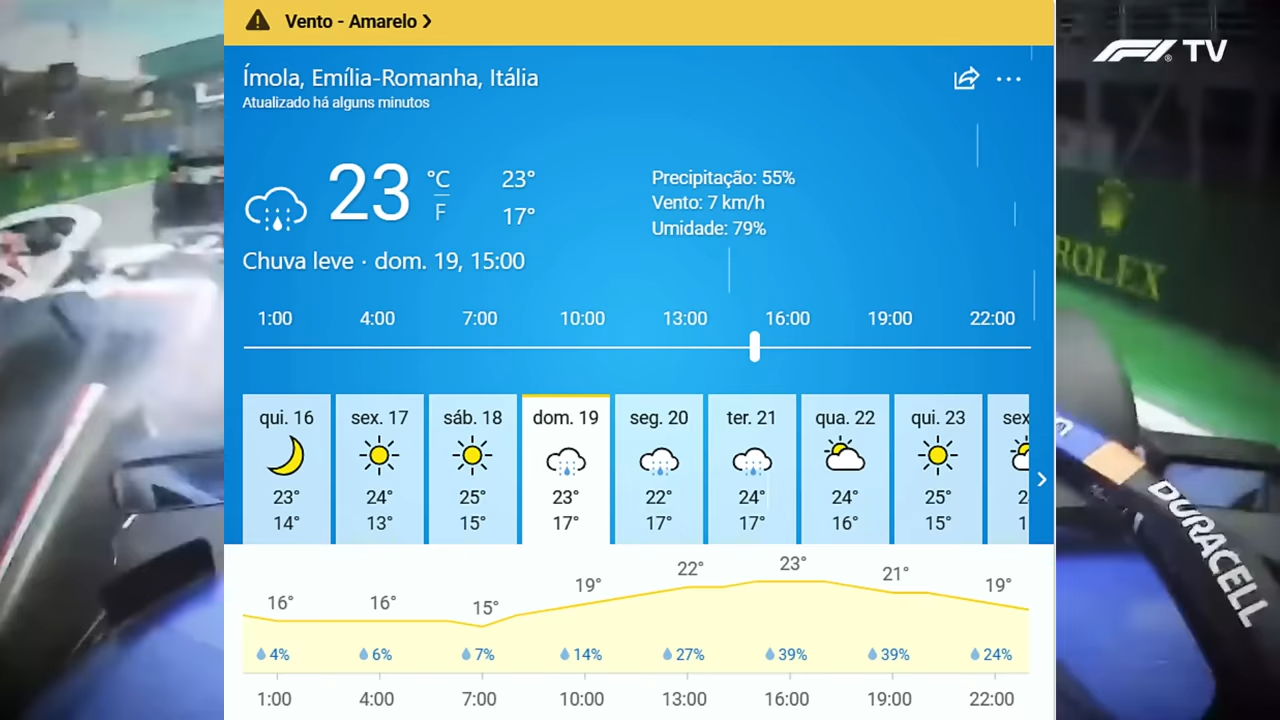 Vento - Amarelo
F1 TV
Ímola, Emília-Romanha, Itália
Atualizado há alguns minutos
23 °C F 23° 17°
Precipitação: 55%
Vento: 7 km/h
Umidade: 79%
Chuva leve · dom. 19, 15:00
1:00 4:00 7:00 10:00 13:00 16:00 19:00 22:00
qui. 16 sex. 17 sáb. 18 dom. 19 seg. 20 ter. 21 qua. 22 qui. 23 sex
23° 24° 25° 23° 22° 24° 24° 25° 2
14° 13° 15° 17° 17° 17° 16° 15° 1
16° 16° 15° 19° 22° 23° 21° 19°
4% 6% 7% 14% 27% 39% 39% 24%
1:00 4:00 7:00 10:00 13:00 16:00 19:00 22:00
ROLEX
DURACELL